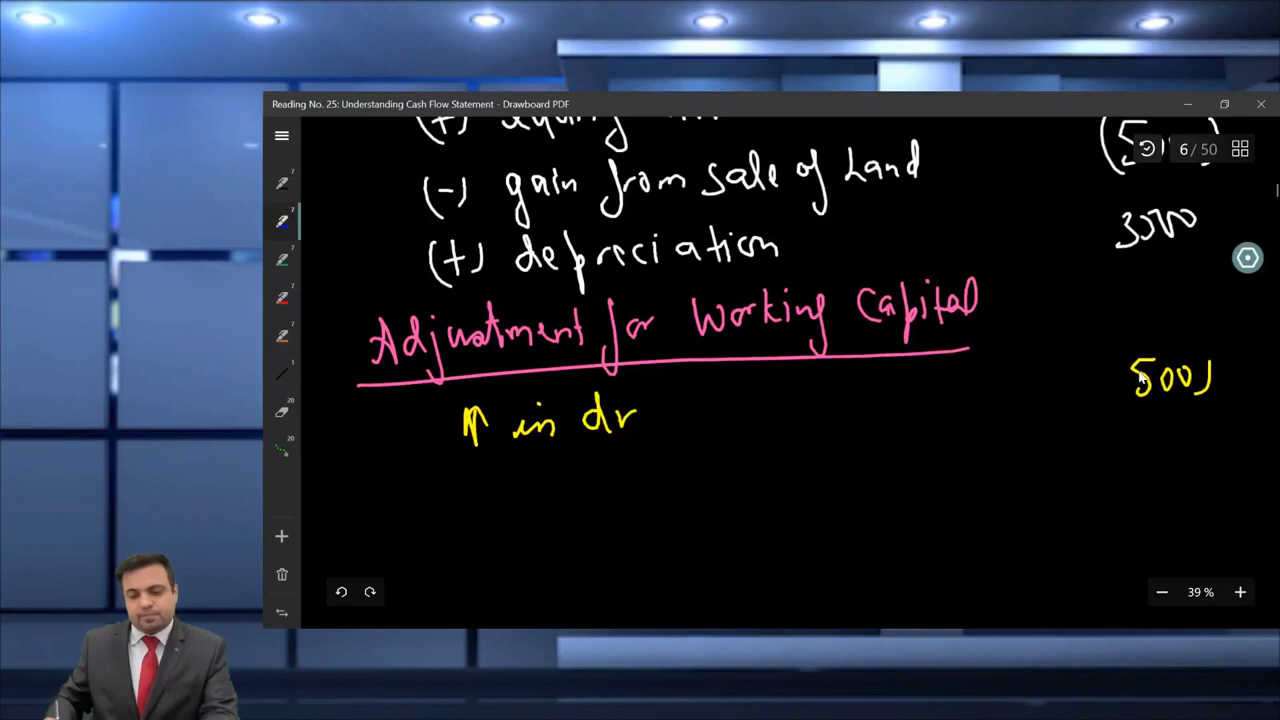 Reading No. 25: Understanding Cash Flow Statement - Drawboard PDF
6 / 50
(-) gain from sale of Land
(+) depreciation
3000
Adjustment for Working Capital
↑ in dr
500)
39 %